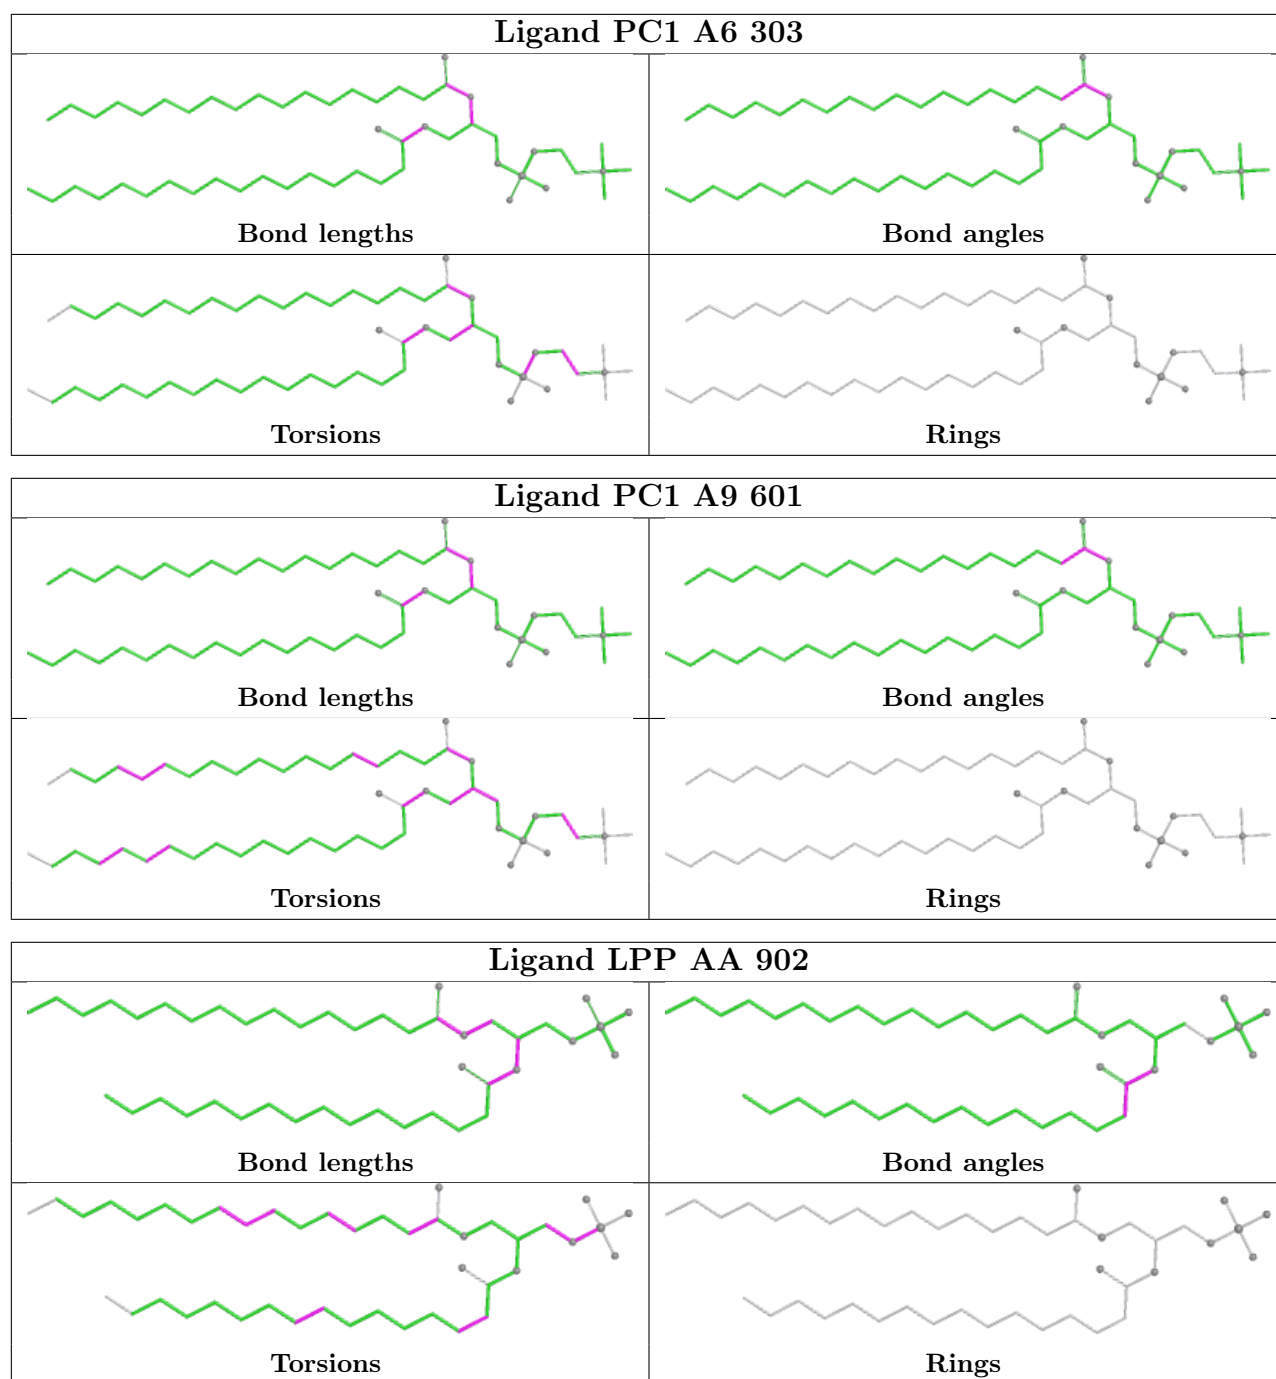 Ligand PC1 A6 303
Bond lengths
Bond angles
Torsions
Rings
Ligand PC1 A9 601
Bond lengths
Bond angles
Torsions
Rings
Ligand LPP AA 902
Bond lengths
Bond angles
Torsions
Rings